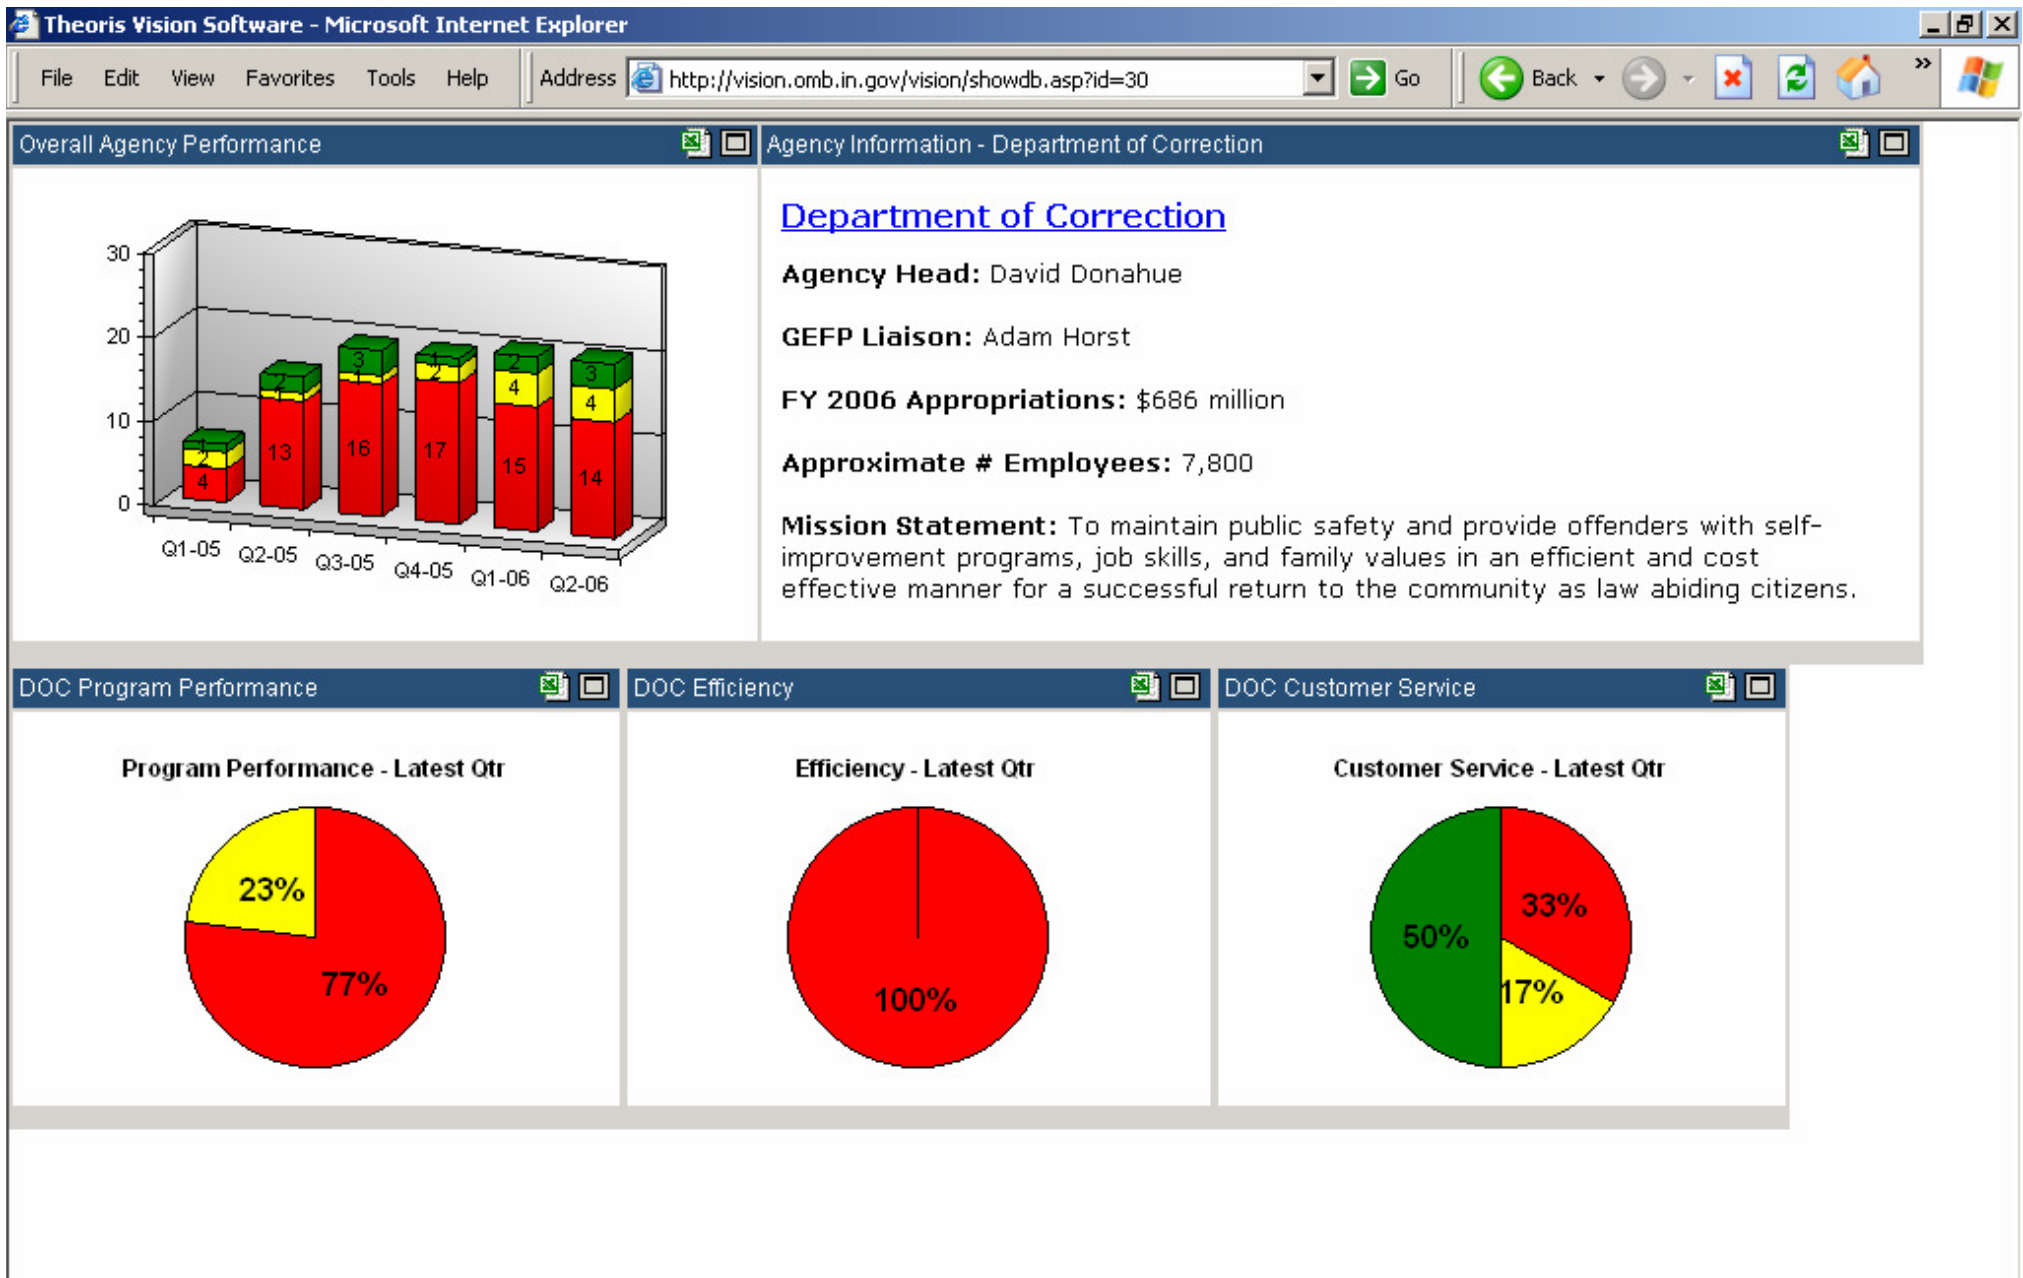 Theoris Vision Software - Microsoft Internet Explorer
File Edit View Favorites Tools Help Address http://vision.omb.in.gov/vision/showdb.asp?id=30 Go Back »
Overall Agency Performance
30
20
10
0
1 2 4
2 1 13
3 1 16
1 2 17
2 4 15
3 4 14
Q1-05 Q2-05 Q3-05 Q4-05 Q1-06 Q2-06
Agency Information - Department of Correction
Department of Correction
Agency Head: David Donahue
GEFP Liaison: Adam Horst
FY 2006 Appropriations: $686 million
Approximate # Employees: 7,800
Mission Statement: To maintain public safety and provide offenders with self-
improvement programs, job skills, and family values in an efficient and cost
effective manner for a successful return to the community as law abiding citizens.
DOC Program Performance
Program Performance - Latest Qtr
23%
77%
DOC Efficiency
Efficiency - Latest Qtr
100%
DOC Customer Service
Customer Service - Latest Qtr
33%
50%
17%